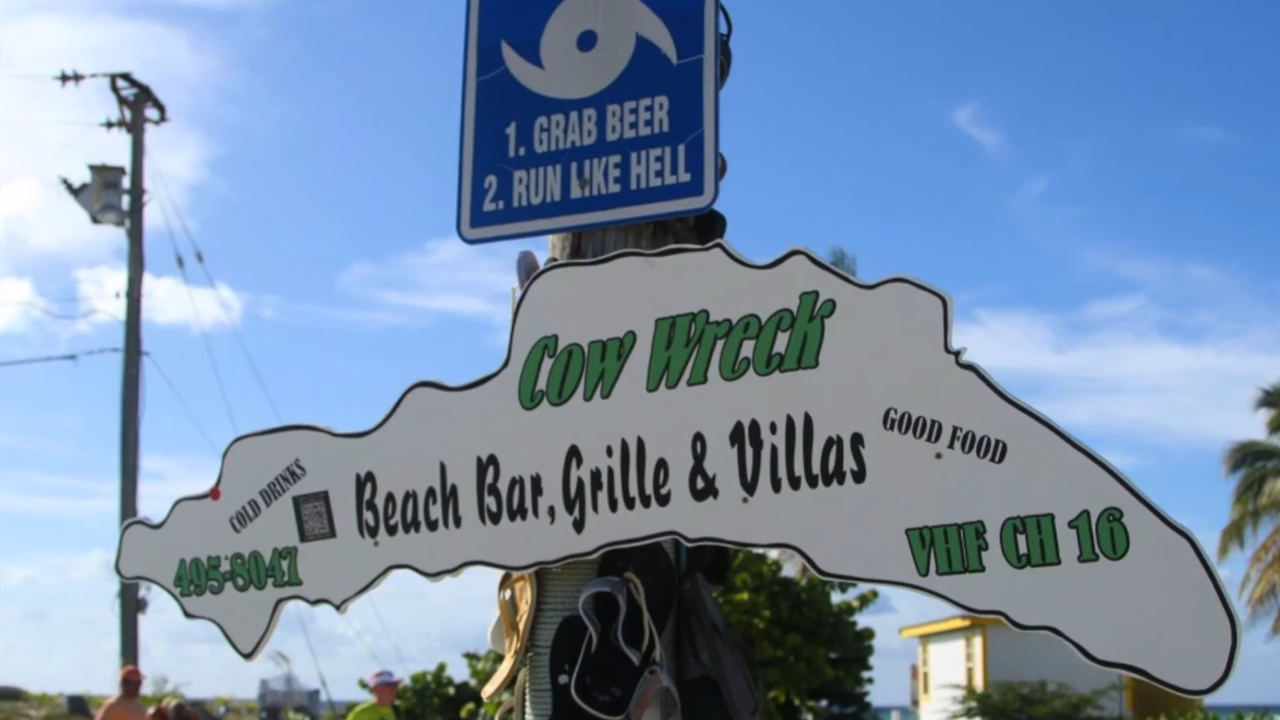 1. GRAB BEER
2. RUN LIKE HELL
Cow Wreck
Beach Bar, Grille & Villas
COLD DRINKS
GOOD FOOD
495-8047
VHF CH 16